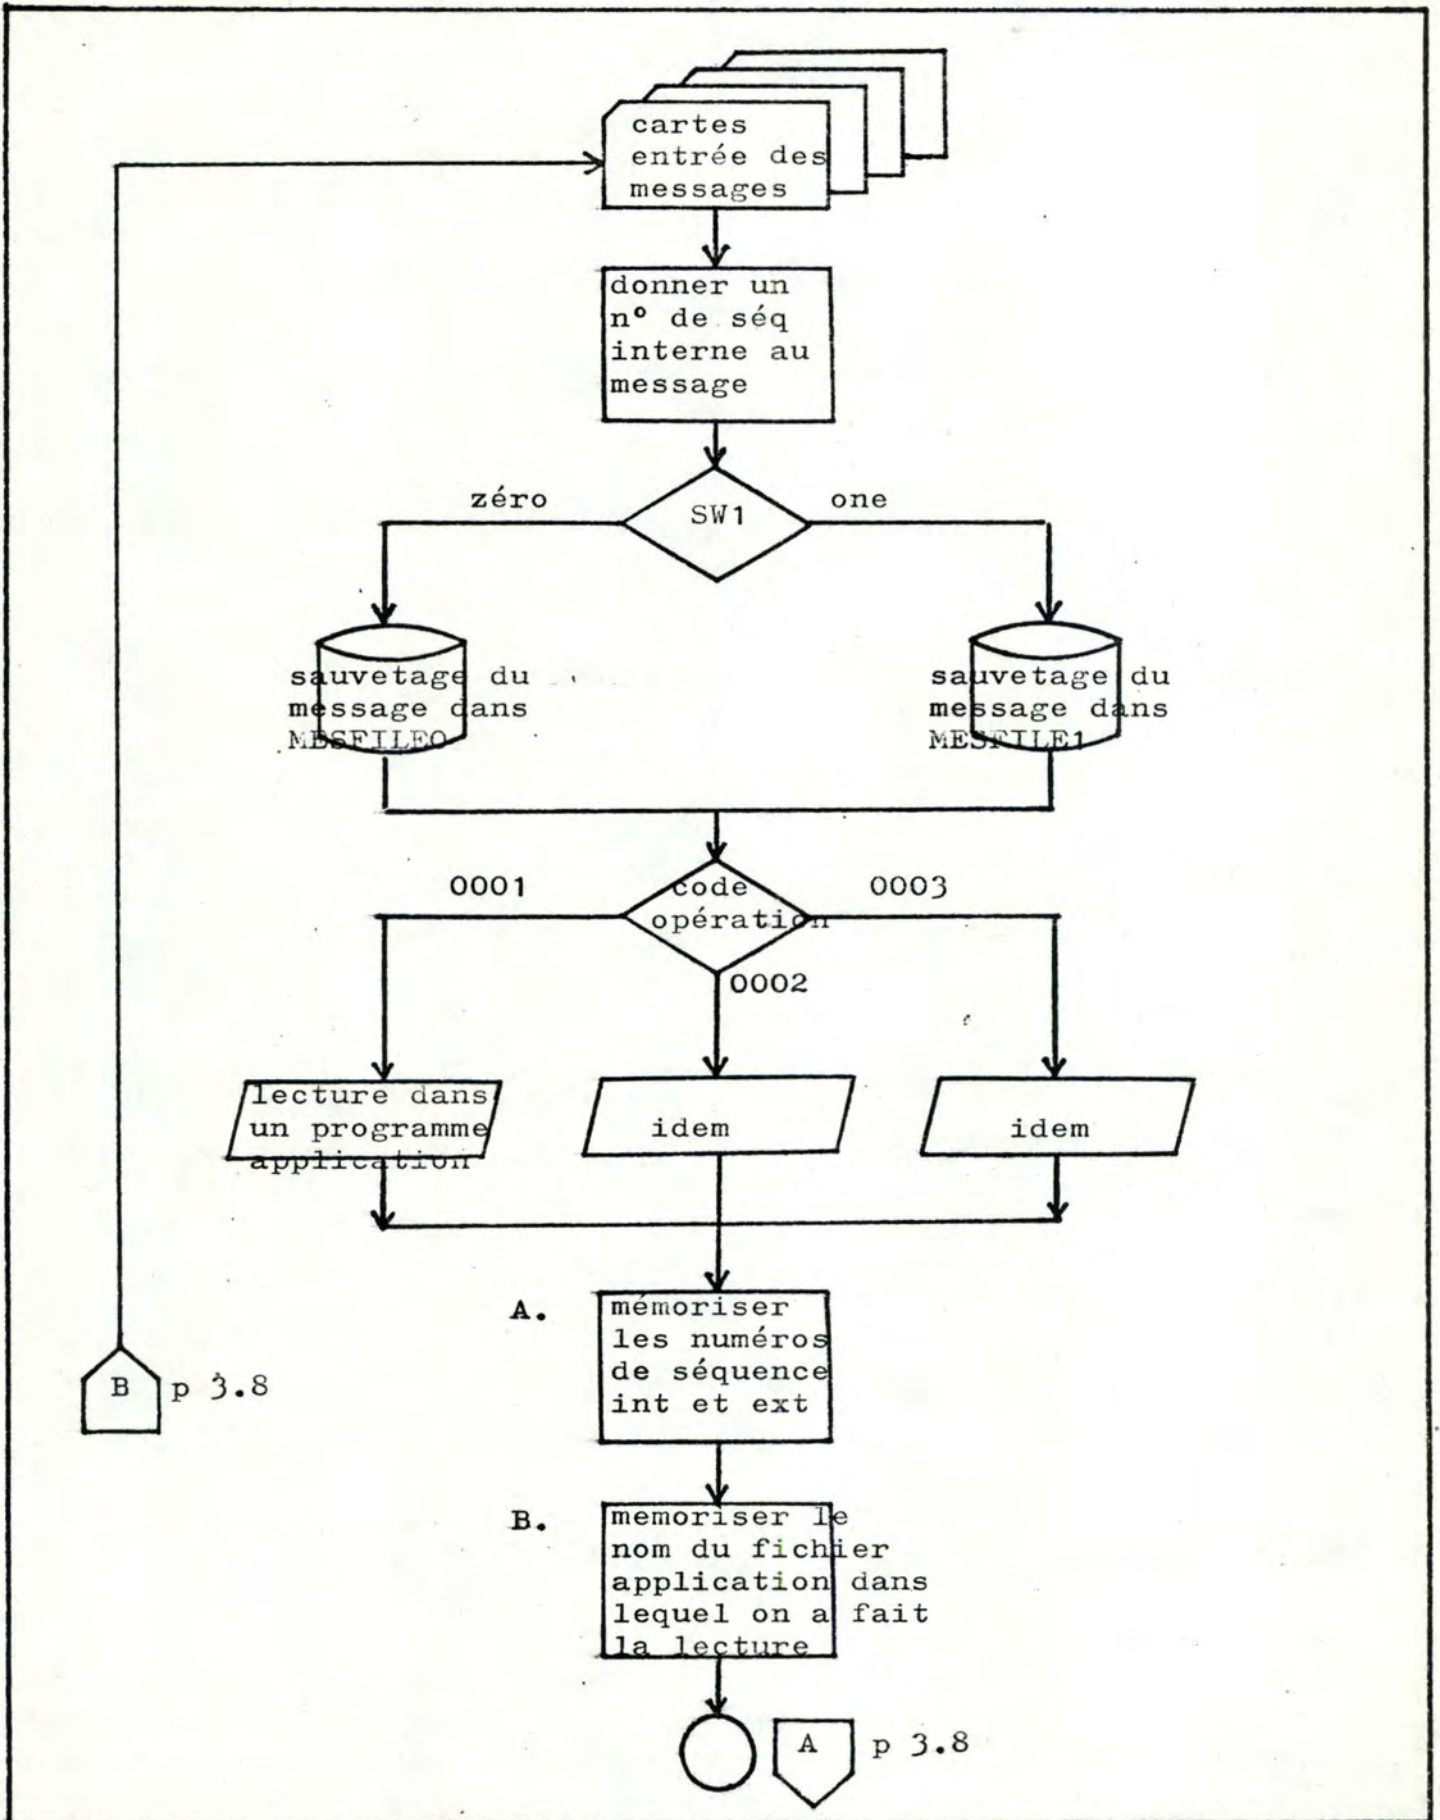 cartes
entrée des
messages
donner un
n° de séq
interne au
message
zéro
SW1
one
sauvetage du
message dans
MESFILE0
sauvetage du
message dans
MESFILE1
0001
code
opération
0003
0002
lecture dans
un programme
application
idem
idem
A.
mémoriser
les numéros
de séquence
int et ext
B
p 3.8
B.
memoriser le
nom du fichier
application dans
lequel on a fait
la lecture
A
p 3.8